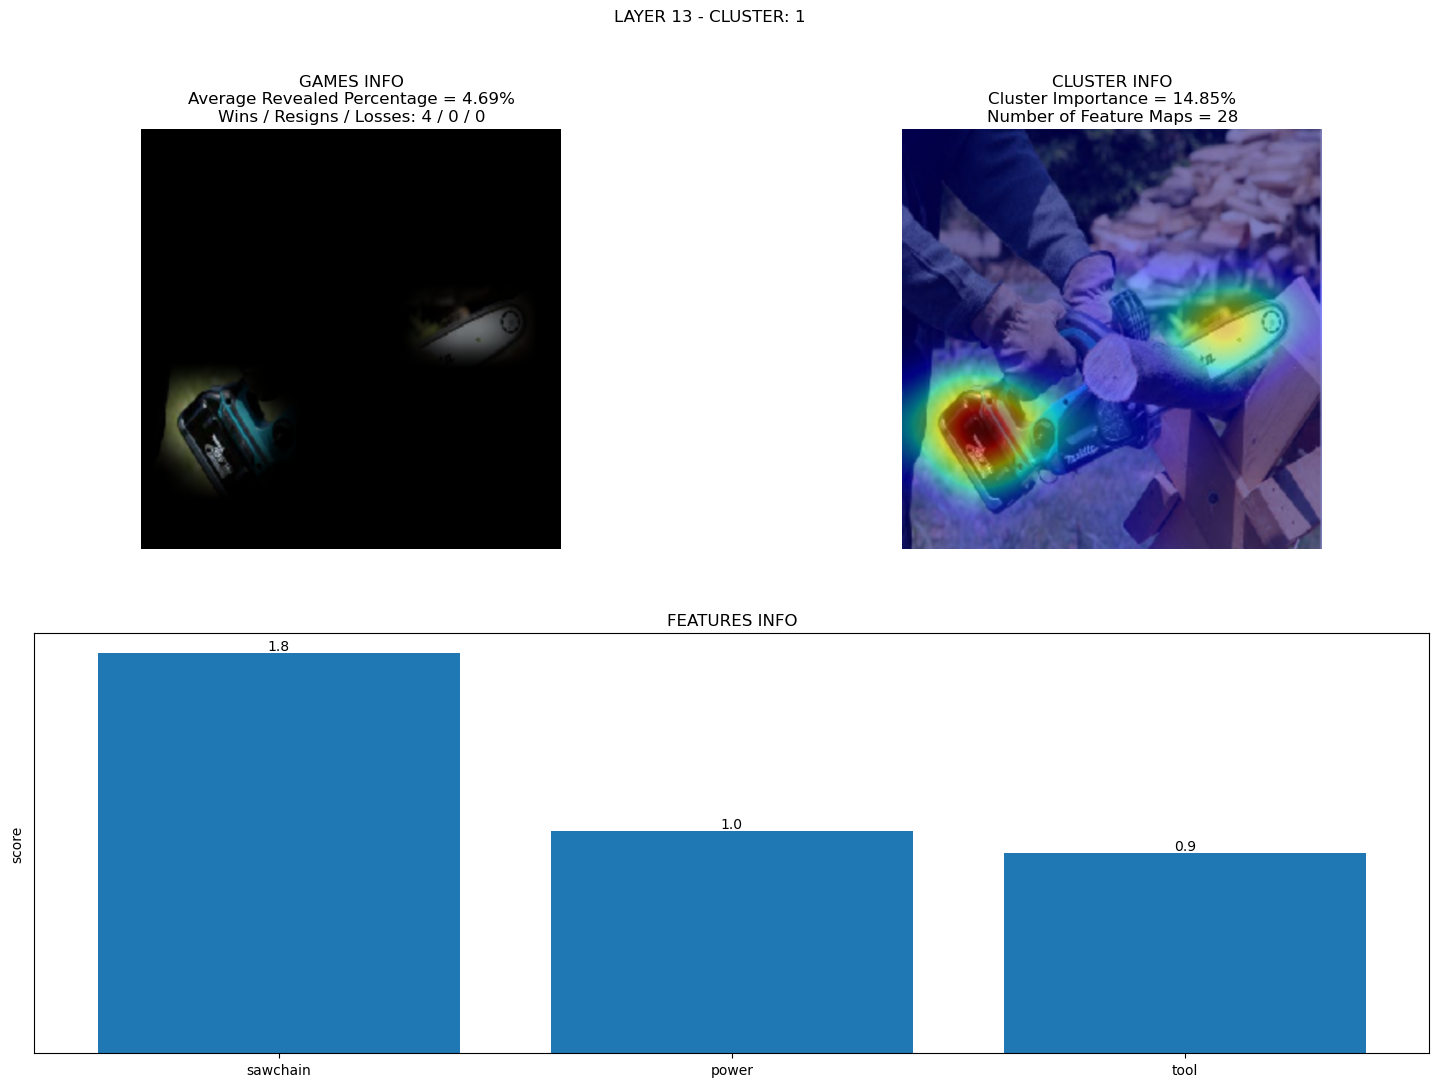 LAYER 13 - CLUSTER: 1
GAMES INFO
Average Revealed Percentage = 4.69%
Wins / Resigns / Losses: 4 / 0 / 0
CLUSTER INFO
Cluster Importance = 14.85%
Number of Feature Maps = 28
makita
FEATURES INFO
score
1.8
1.0
0.9
sawchain
power
tool